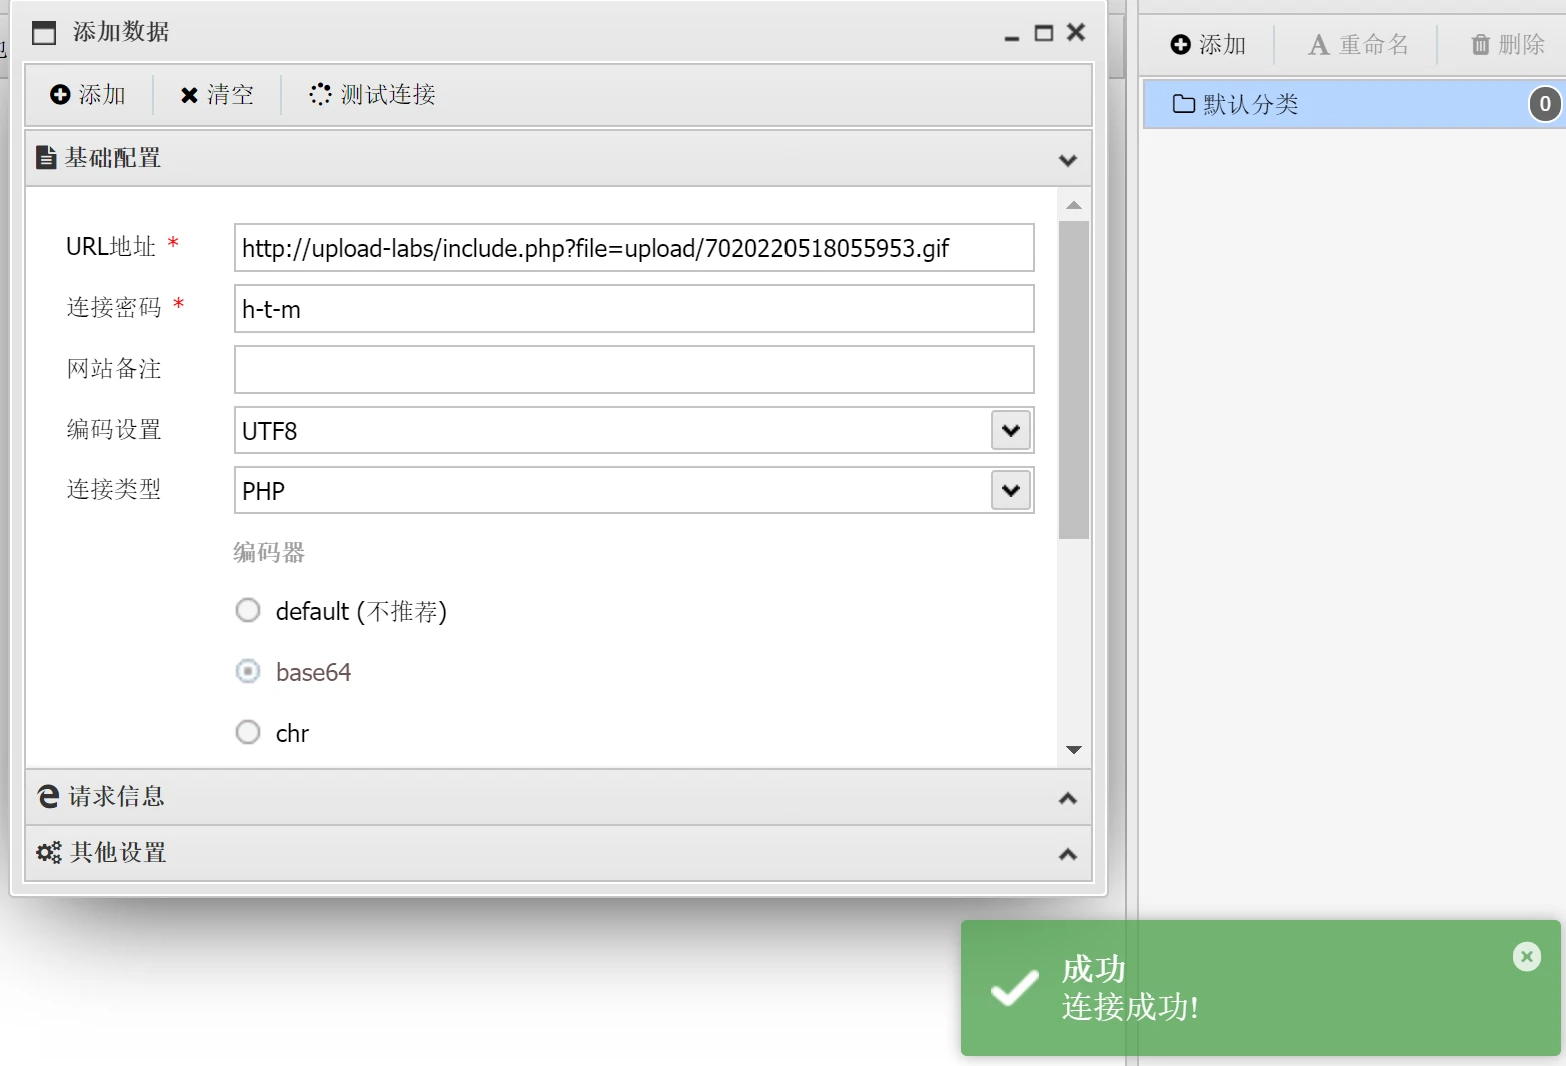 添加数据
添加 清空 测试连接
基础配置
URL地址 * http://upload-labs/include.php?file=upload/7020220518055953.gif
连接密码 * h-t-m
网站备注
编码设置 UTF8
连接类型 PHP
编码器
default (不推荐)
base64
chr
请求信息
其他设置
添加 重命名 删除
默认分类 0
成功
连接成功!